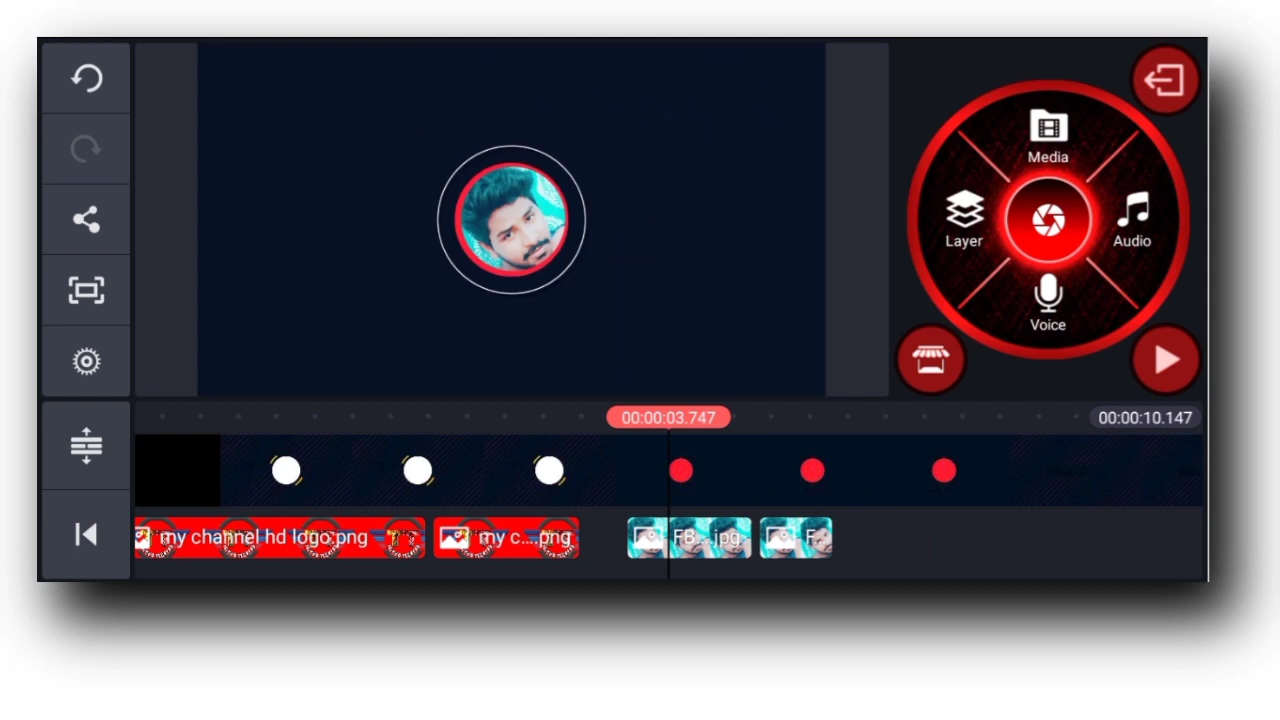 Media
Layer
Audio
Voice
00:00:03.747
00:00:10.147
my channel hd logo.png
my c....png
FB...jpg
F..